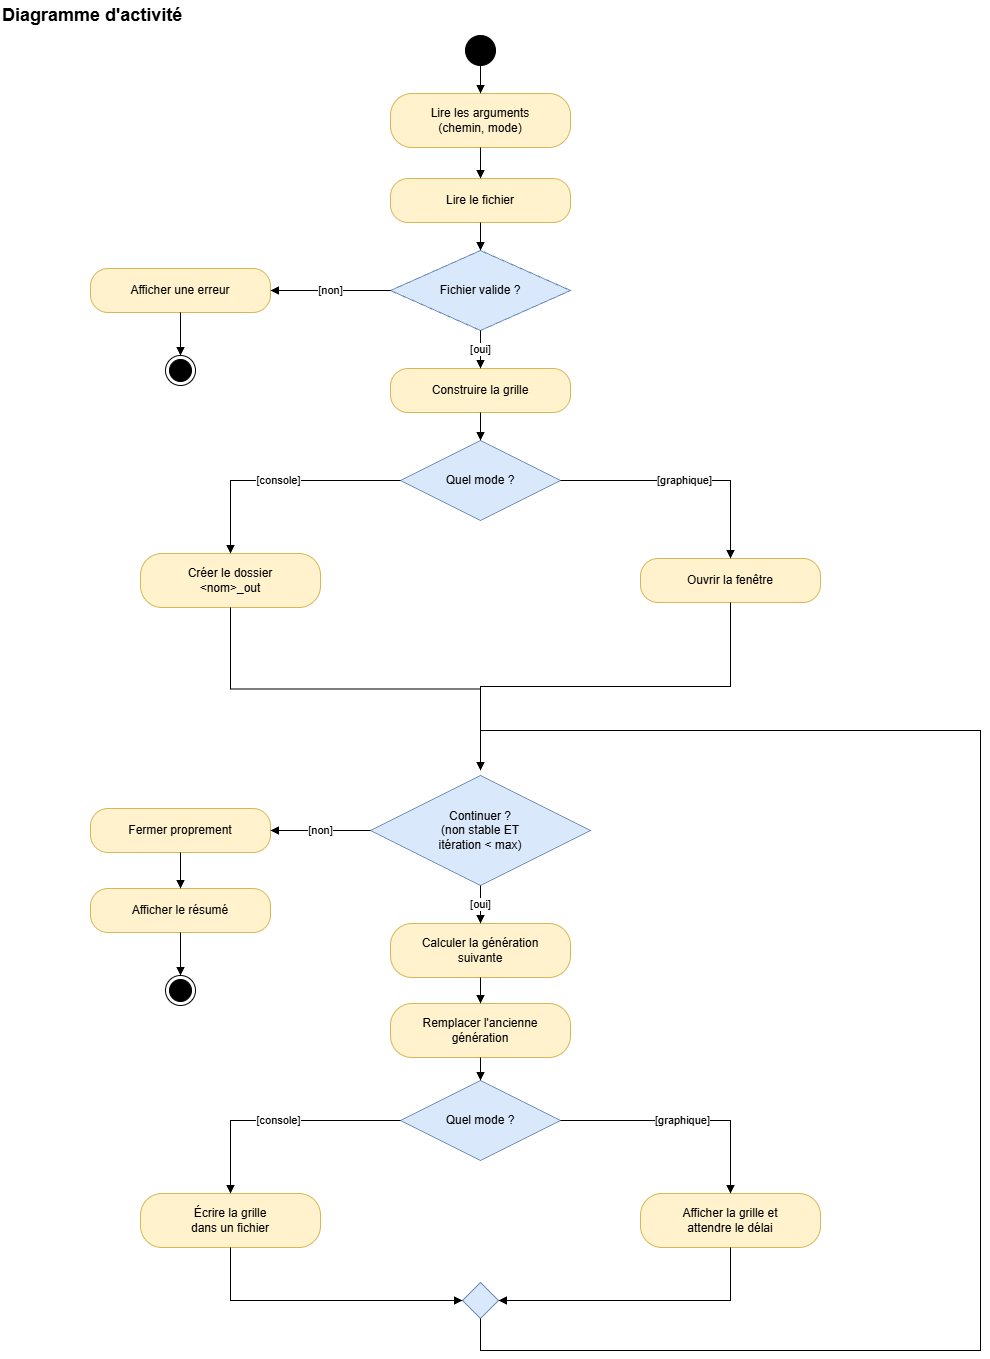 Diagramme d'activité
Lire les arguments
(chemin, mode)
Lire le fichier
Afficher une erreur
[non]
Fichier valide ?
[oui]
Construire la grille
[console]
Quel mode ?
[graphique]
Créer le dossier
<nom>_out
Ouvrir la fenêtre
Fermer proprement
[non]
Continuer ?
(non stable ET
itération < max)
[oui]
Afficher le résumé
Calculer la génération
suivante
Remplacer l'ancienne
génération
[console]
Quel mode ?
[graphique]
Écrire la grille
dans un fichier
Afficher la grille et
attendre le délai